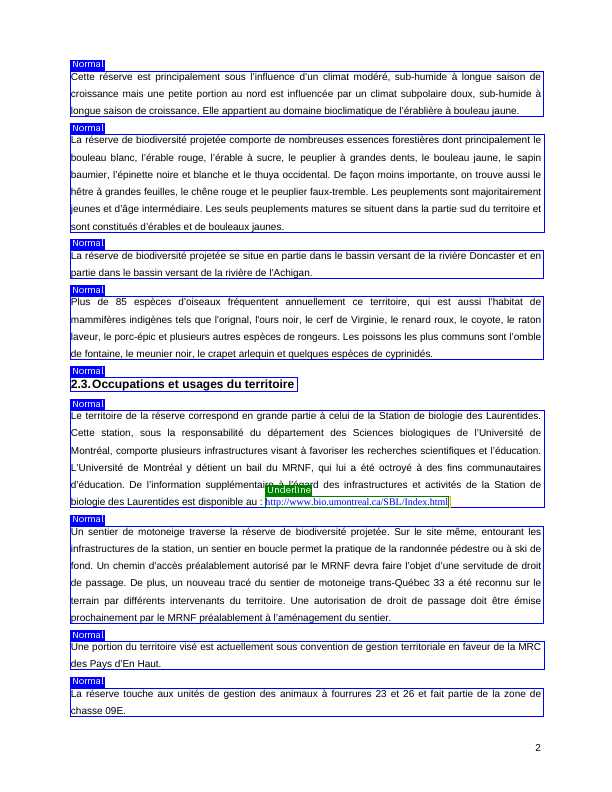 Normal
Cette réserve est principalement sous l'influence d'un climat modéré, sub-humide à longue saison de
croissance mais une petite portion au nord est influencée par un climat subpolaire doux, sub-humide à
longue saison de croissance. Elle appartient au domaine bioclimatique de l'érablière à bouleau jaune.
Normal
La réserve de biodiversité projetée comporte de nombreuses essences forestières dont principalement le
bouleau blanc, l'érable rouge, l'érable à sucre, le peuplier à grandes dents, le bouleau jaune, le sapin
baumier, l'épinette noire et blanche et le thuya occidental. De façon moins importante, on trouve aussi le
hêtre à grandes feuilles, le chêne rouge et le peuplier faux-tremble. Les peuplements sont majoritairement
jeunes et d'âge intermédiaire. Les seuls peuplements matures se situent dans la partie sud du territoire et
sont constitués d'érables et de bouleaux jaunes.
Normal
La réserve de biodiversité projetée se situe en partie dans le bassin versant de la rivière Doncaster et en
partie dans le bassin versant de la rivière de l'Achigan.
Normal
Plus de 85 espèces d'oiseaux fréquentent annuellement ce territoire, qui est aussi l'habitat de
mammifères indigènes tels que l'orignal, l'ours noir, le cerf de Virginie, le renard roux, le coyote, le raton
laveur, le porc-épic et plusieurs autres espèces de rongeurs. Les poissons les plus communs sont l'omble
de fontaine, le meunier noir, le crapet arlequin et quelques espèces de cyprinidés.
Normal
2.3. Occupations et usages du territoire
Normal
Le territoire de la réserve correspond en grande partie à celui de la Station de biologie des Laurentides.
Cette station, sous la responsabilité du département des Sciences biologiques de l'Université de
Montréal, comporte plusieurs infrastructures visant à favoriser les recherches scientifiques et l'éducation.
L'Université de Montréal y détient un bail du MRNF, qui lui a été octroyé à des fins communautaires
d'éducation. De l'information supplémentaire à l'égard des infrastructures et activités de la Station de
Underline
biologie des Laurentides est disponible au : http://www.bio.umontreal.ca/SBL/Index.html
Normal
Un sentier de motoneige traverse la réserve de biodiversité projetée. Sur le site même, entourant les
infrastructures de la station, un sentier en boucle permet la pratique de la randonnée pédestre ou à ski de
fond. Un chemin d'accès préalablement autorisé par le MRNF devra faire l'objet d'une servitude de droit
de passage. De plus, un nouveau tracé du sentier de motoneige trans-Québec 33 a été reconnu sur le
terrain par différents intervenants du territoire. Une autorisation de droit de passage doit être émise
prochainement par le MRNF préalablement à l'aménagement du sentier.
Normal
Une portion du territoire visé est actuellement sous convention de gestion territoriale en faveur de la MRC
des Pays d'En Haut.
Normal
La réserve touche aux unités de gestion des animaux à fourrures 23 et 26 et fait partie de la zone de
chasse 09E.
2